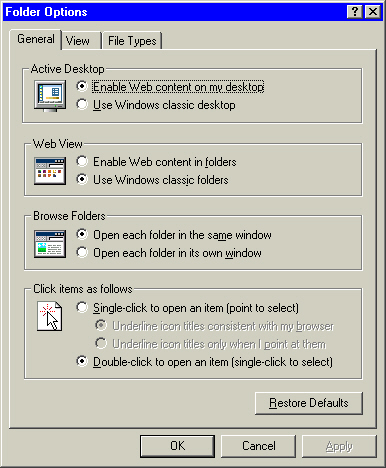 Folder Options
General View File Types
Active Desktop
Enable Web content on my desktop
Use Windows classic desktop
Web View
Enable Web content in folders
Use Windows classic folders
Browse Folders
Open each folder in the same window
Open each folder in its own window
Click items as follows
Single-click to open an item (point to select)
Underline icon titles consistent with my browser
Underline icon titles only when I point at them
Double-click to open an item (single-click to select)
Restore Defaults
OK Cancel Apply